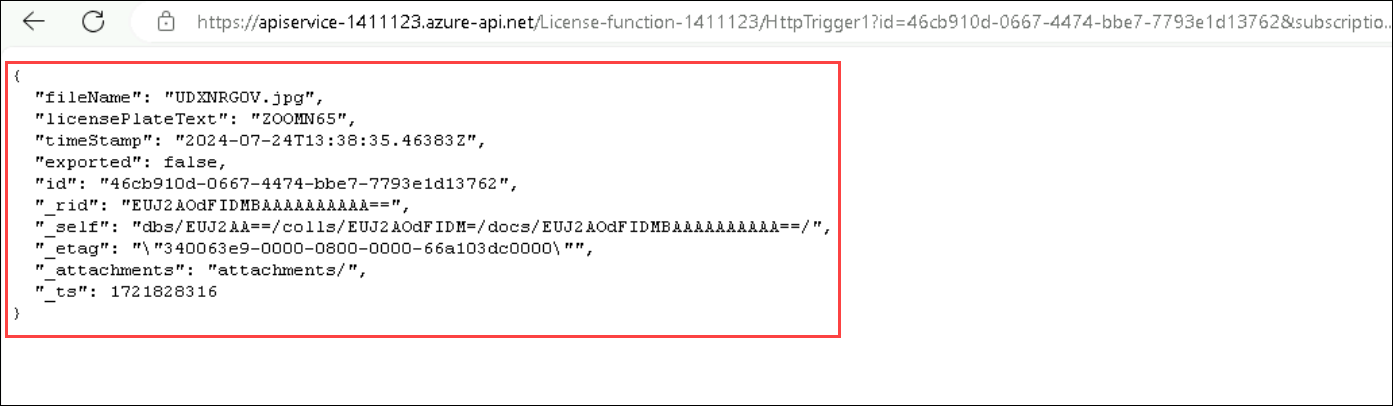 https://apiservice-1411123.azure-api.net/License-function-1411123/HttpTrigger1?id=46cb910d-0667-4474-bbe7-7793e1d13762&subscriptio...
{
"fileName": "UDXNRGOV.jpg",
"licensePlateText": "ZOOMN65",
"timeStamp": "2024-07-24T13:38:35.46383Z",
"exported": false,
"id": "46cb910d-0667-4474-bbe7-7793e1d13762",
"_rid": "EUJ2AOdFIDMBAAAAAAAAAA==",
"_self": "dbs/EUJ2AA==/colls/EUJ2AOdFIDM=/docs/EUJ2AOdFIDMBAAAAAAAAAA==/",
"_etag": "\"340063e9-0000-0800-0000-66a103dc0000\"",
"_attachments": "attachments/",
"_ts": 1721828316
}